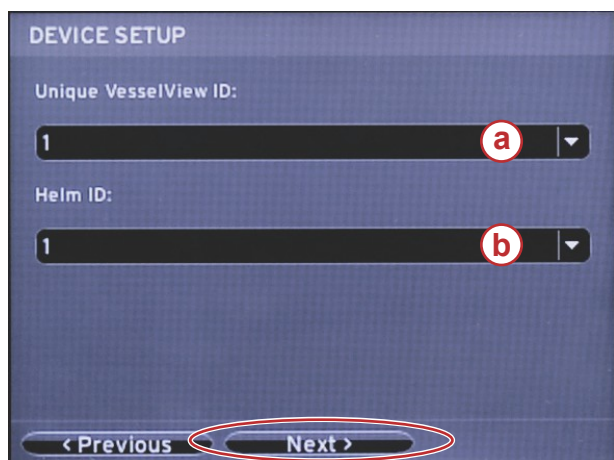 DEVICE SETUP
Unique VesselView ID:
1 a
Helm ID:
1 b
< Previous Next >